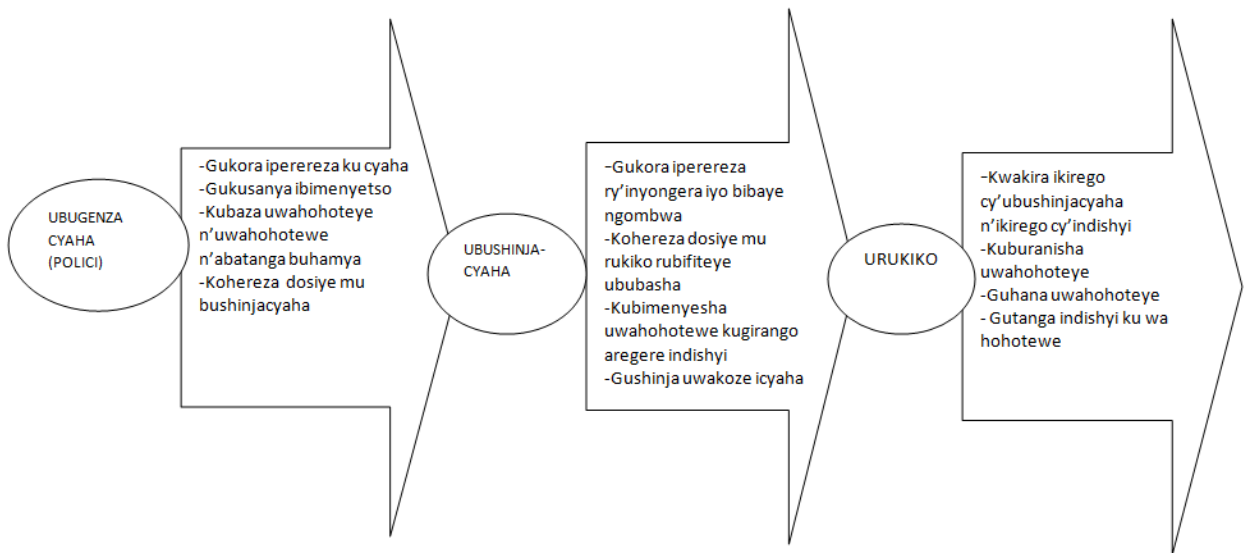 UBUGENZA
CYAHA
(POLICI)
-Gukora iperereza ku cyaha
-Gukusanya ibimenyetso
-Kubaza uwahohoteye
n'uwahohotewe
n'abatanga buhamya
-Kohereza dosiye mu
bushinjacyaha
UBUSHINJA-
CYAHA
-Gukora iperereza
ry'inyongera iyo bibaye
ngombwa
-Kohereza dosiye mu
rukiko rubifiteye
ububasha
-Kubimenyesha
uwahohotewe kugirango
aregere indishyi
-Gushinja uwakoze icyaha
URUKIKO
-Kwakira ikirego
cy'ubushinjacyaha
n'ikirego cy'indishyi
-Kuburanisha
uwahohoteye
-Guhana uwahohoteye
- Gutanga indishyi ku wa
hohotewe